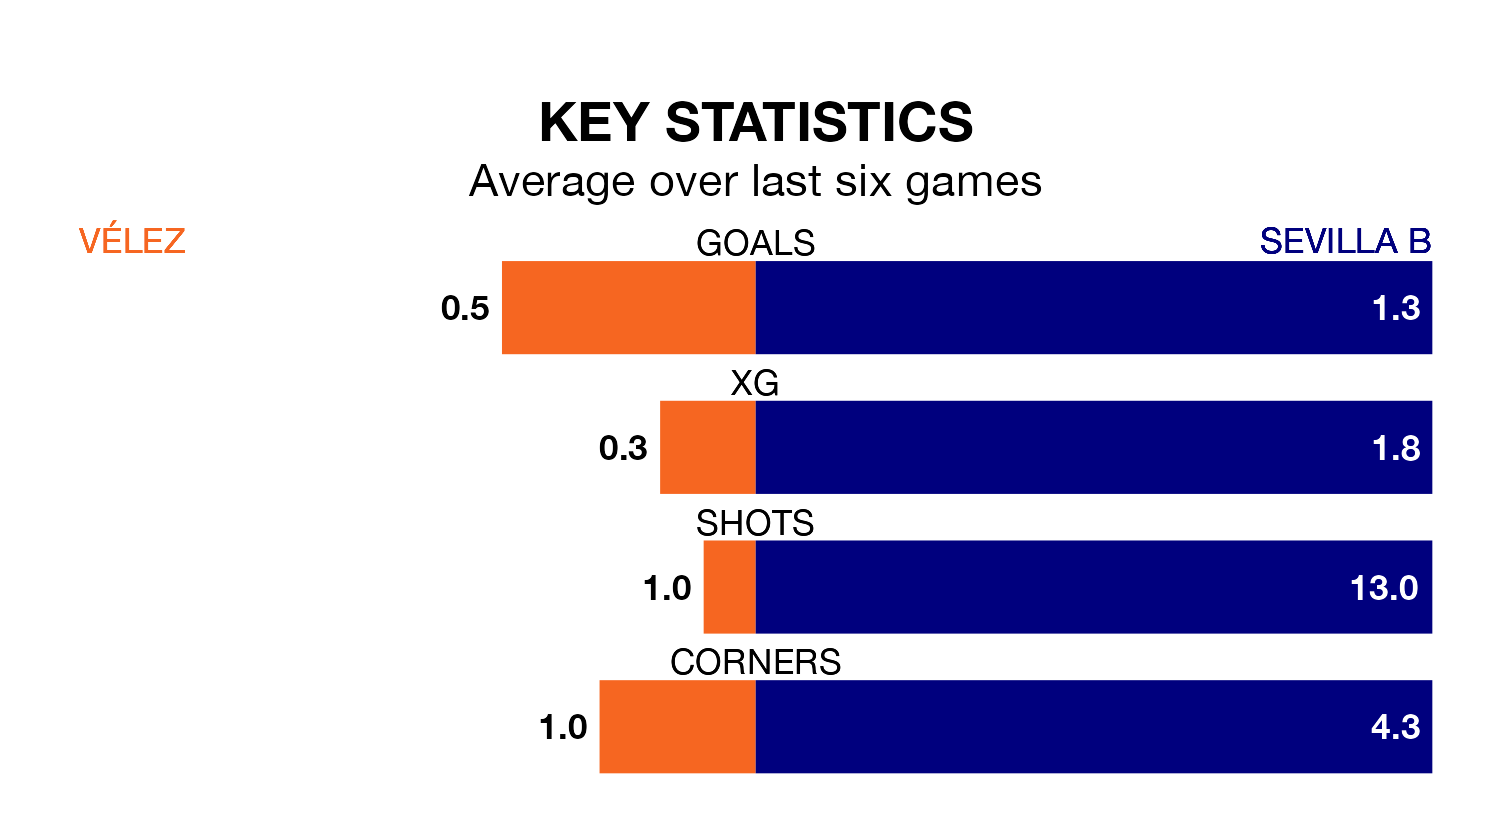 KEY STATISTICS
Average over last six games
VÉLEZ
GOALS
SEVILLA B
0.5
1.3
XG
0.3
1.8
SHOTS
1.0
13.0
CORNERS
1.0
4.3